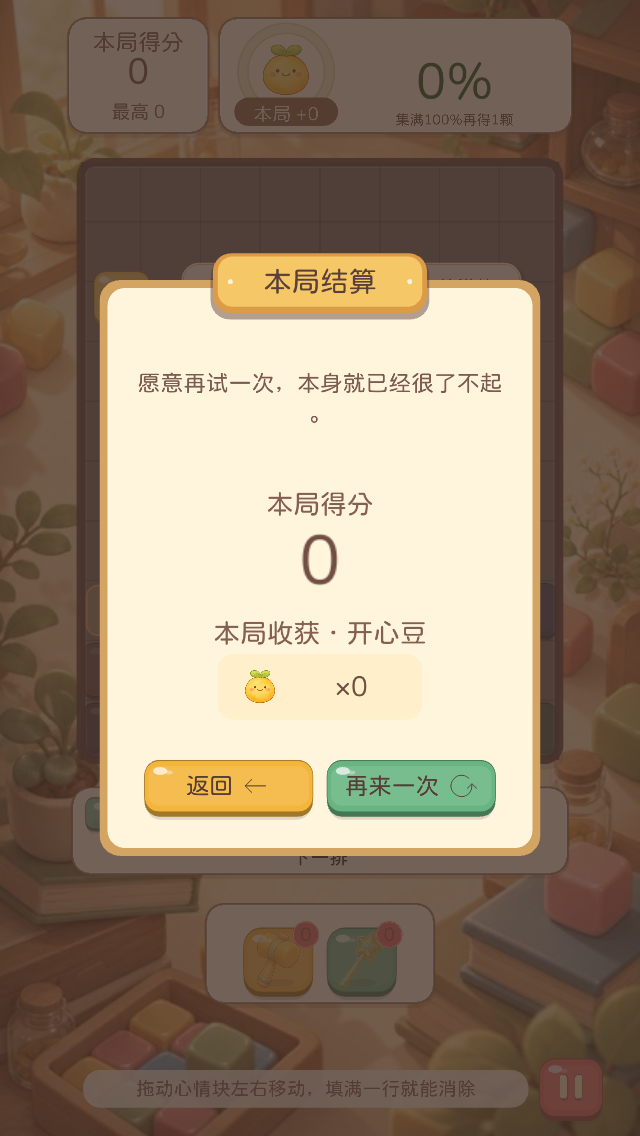 本局得分
0
最高 0
本局 +0
0%
集满100%再得1颗
本局结算
愿意再试一次，本身就已经很了不起
。
本局得分
0
本局收获·开心豆
×0
返回 ←
再来一次
下一排
0
0
拖动心情块左右移动，填满一行就能消除